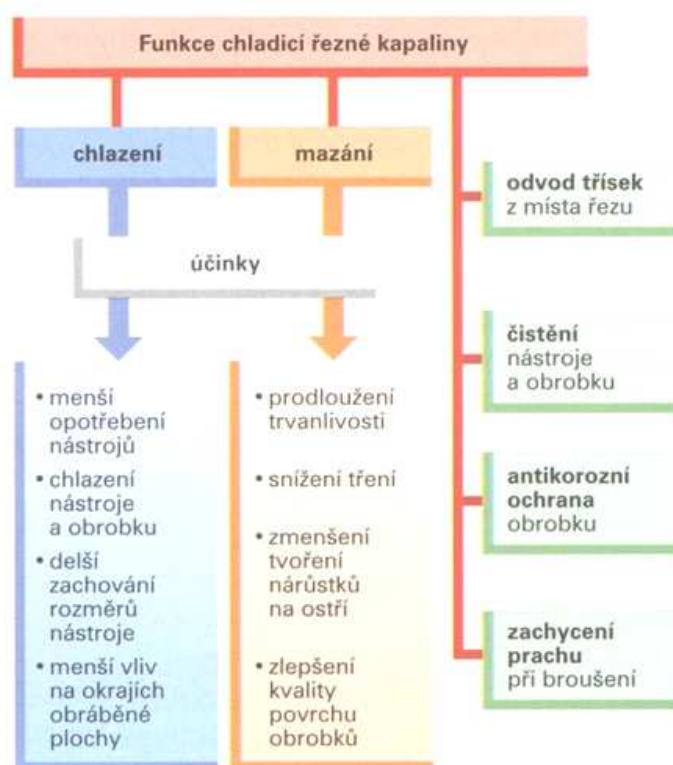 Funkce chladicí řezné kapaliny
chlazení
mazání
účinky
• menší
opotřebení
nástrojů
• chlazení
nástroje
a obrobku
• delší
zachování
rozměrů
nástroje
• menší vliv
na okrajích
obráběné
plochy
• prodloužení
trvanlivosti
• snížení tření
• zmenšení
tvoření
nárůstků
na ostří
• zlepšení
kvality
povrchu
obrobků
odvod třísek
z místa řezu
čistění
nástroje
a obrobku
antikorozní
ochrana
obrobku
zachycení
prachu
při broušení